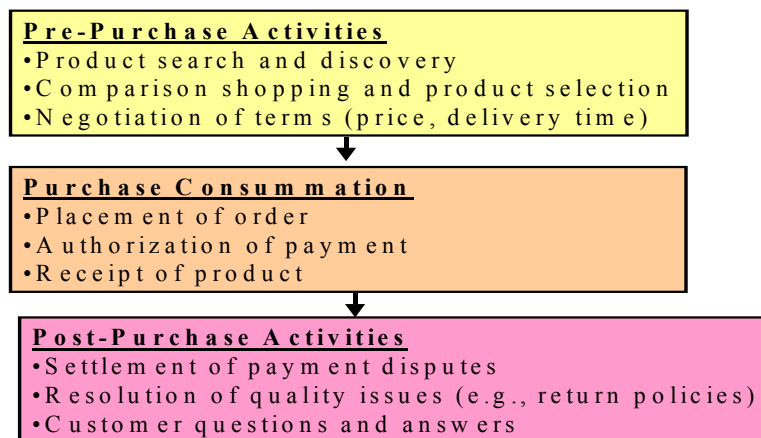 Pre-Purchase Activities
•Product search and discovery
•Comparison shopping and product selection
•Negotiation of terms (price, delivery time)
Purchase Consummation
•Placement of order
•Authorization of payment
•Receipt of product
Post-Purchase Activities
•Settlement of payment disputes
•Resolution of quality issues (e.g., return policies)
•Customer questions and answers